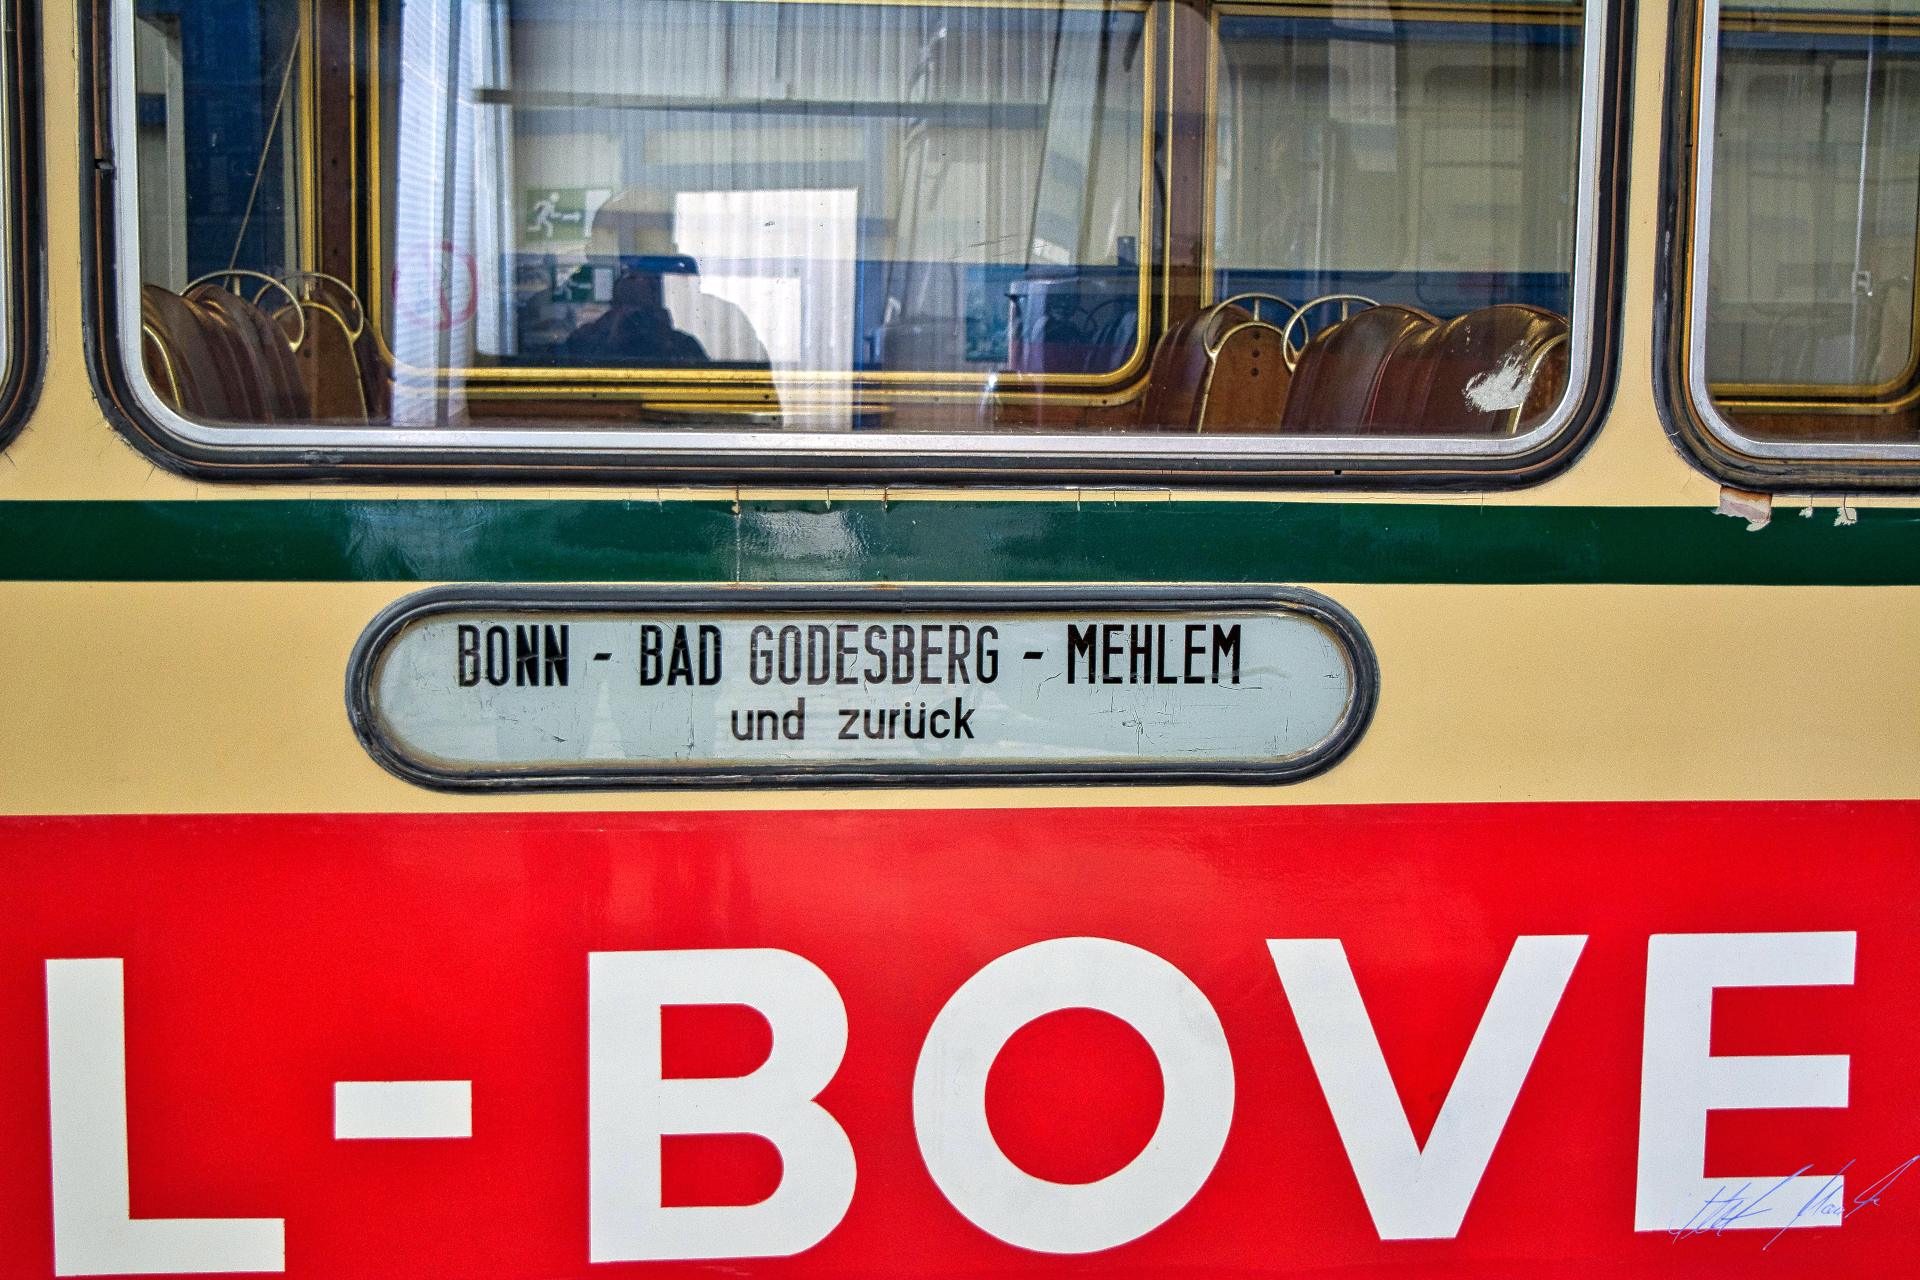 BONN - BAD GODESBERG - MEHLEM
und zurück
L-BOVE